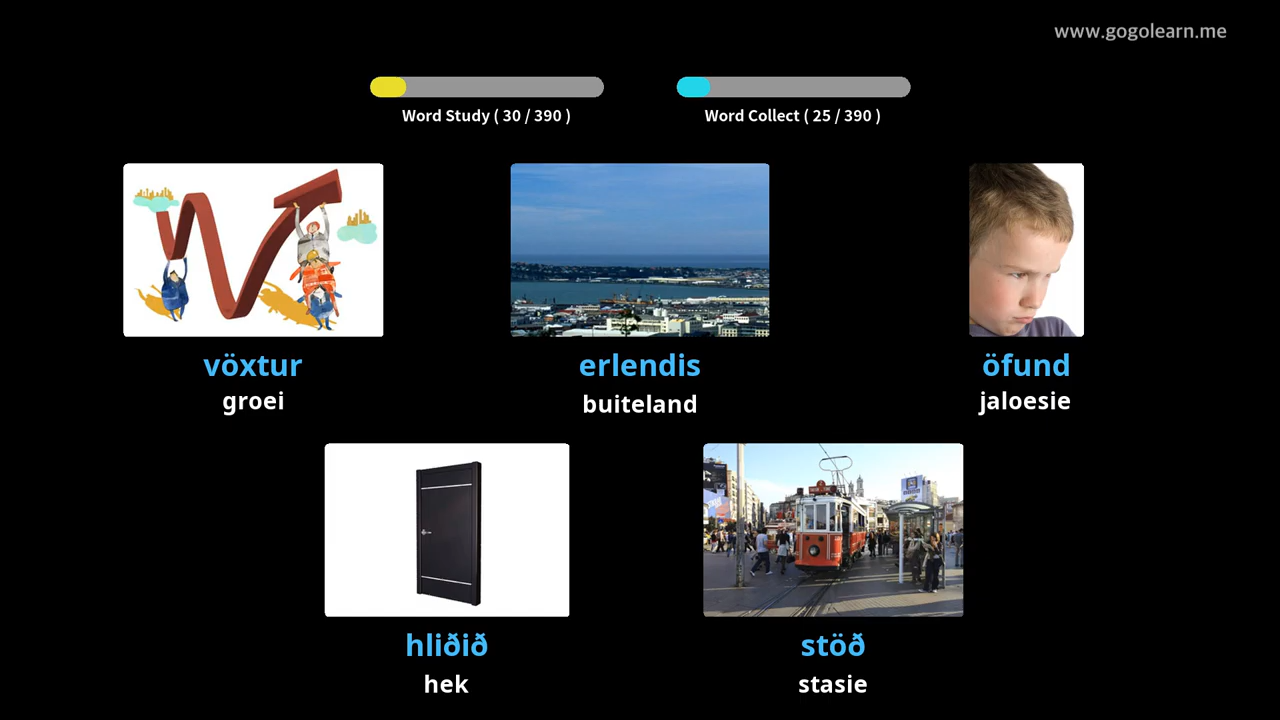 www.gogolearn.me
Word Study ( 30 / 390 )
Word Collect ( 25 / 390 )
vöxtur
groei
erlendis
buiteland
öfund
jaloesie
hliðið
hek
stöð
stasie